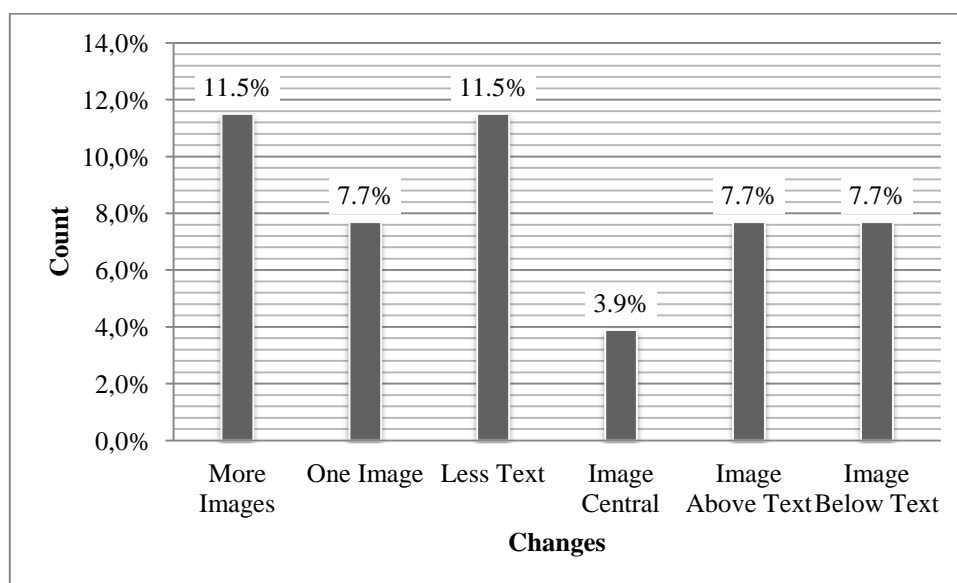 14,0%
12,0%
10,0%
8,0%
6,0%
4,0%
2,0%
0,0%
Count
11.5%
7.7%
11.5%
3.9%
7.7%
7.7%
More Images
One Image
Less Text
Image Central
Image Above Text
Image Below Text
Changes